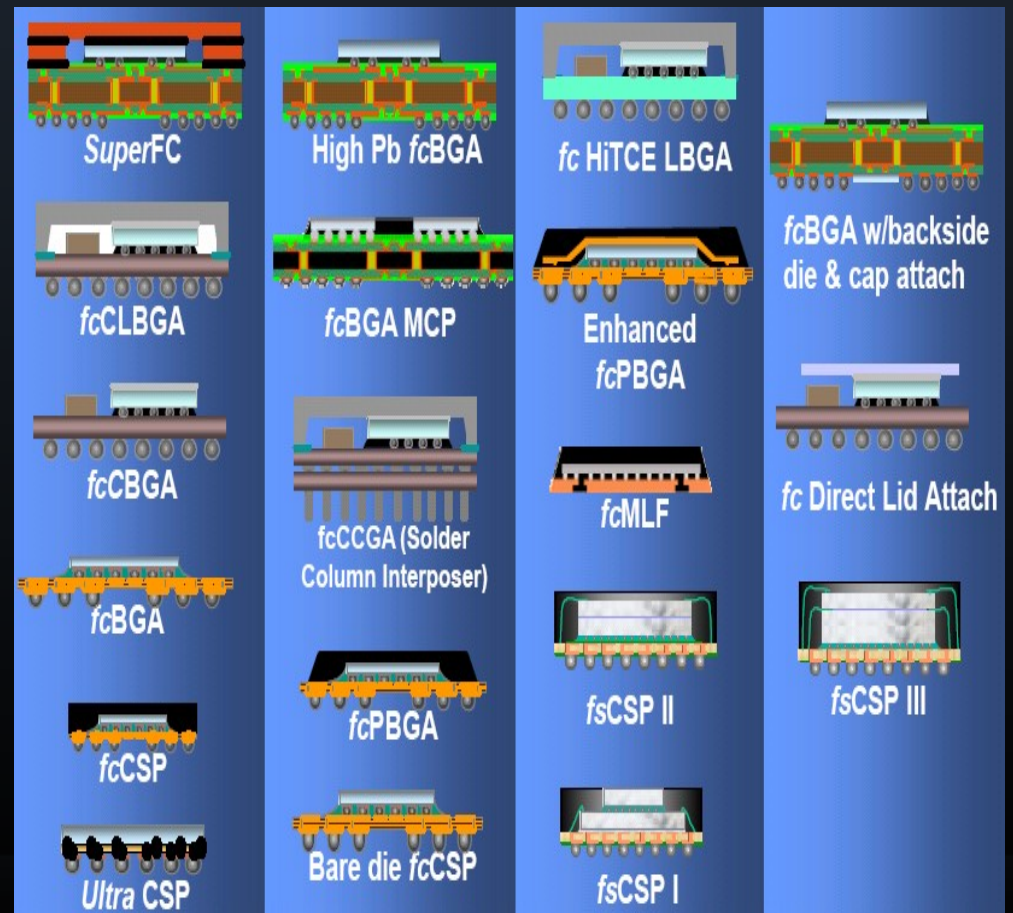 SuperFC
fcCLBGA
fcCBGA
fcBGA
fcCSP
Ultra CSP
High Pb fcBGA
fcBGA MCP
fcCCGA (Solder
Column Interposer)
fcPBGA
Bare die fcCSP
fc HiTCE LBGA
Enhanced
fcPBGA
fcMLF
fsCSP II
fsCSP I
fcBGA w/backside
die & cap attach
fc Direct Lid Attach
fsCSP III